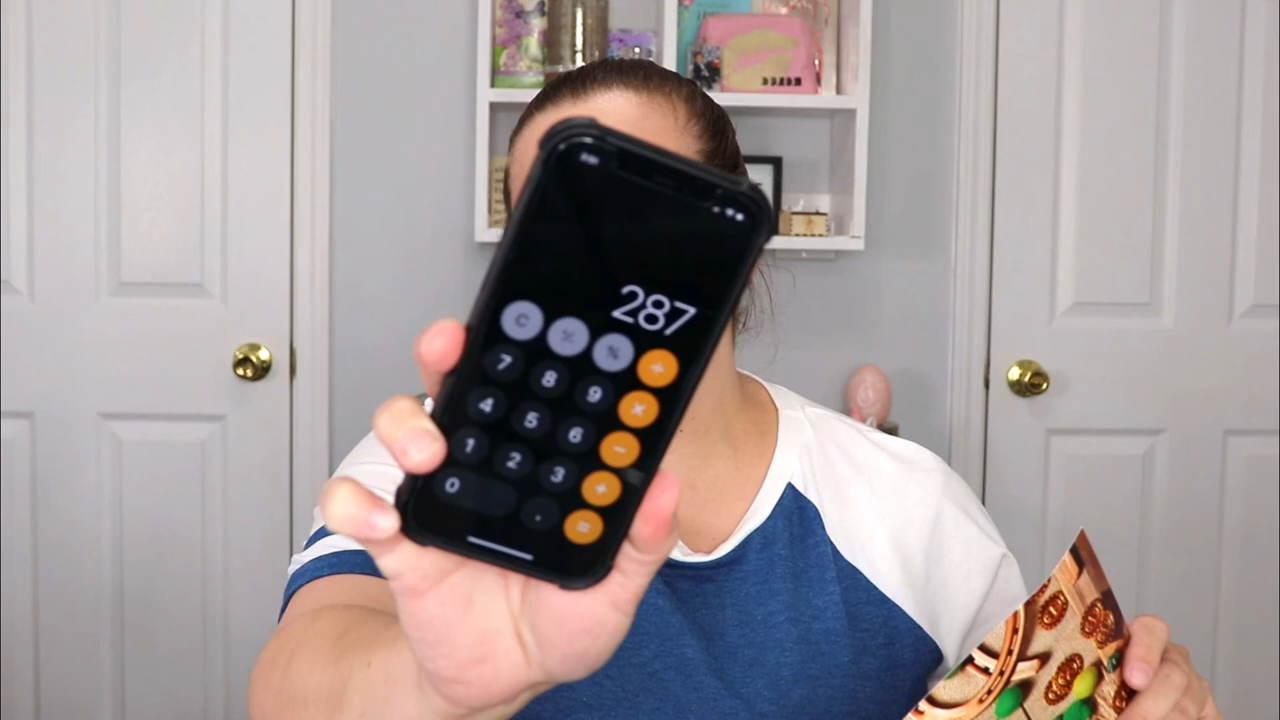 287
C %
7 8 9 ×
4 5 6 −
1 2 3 +
0 . =